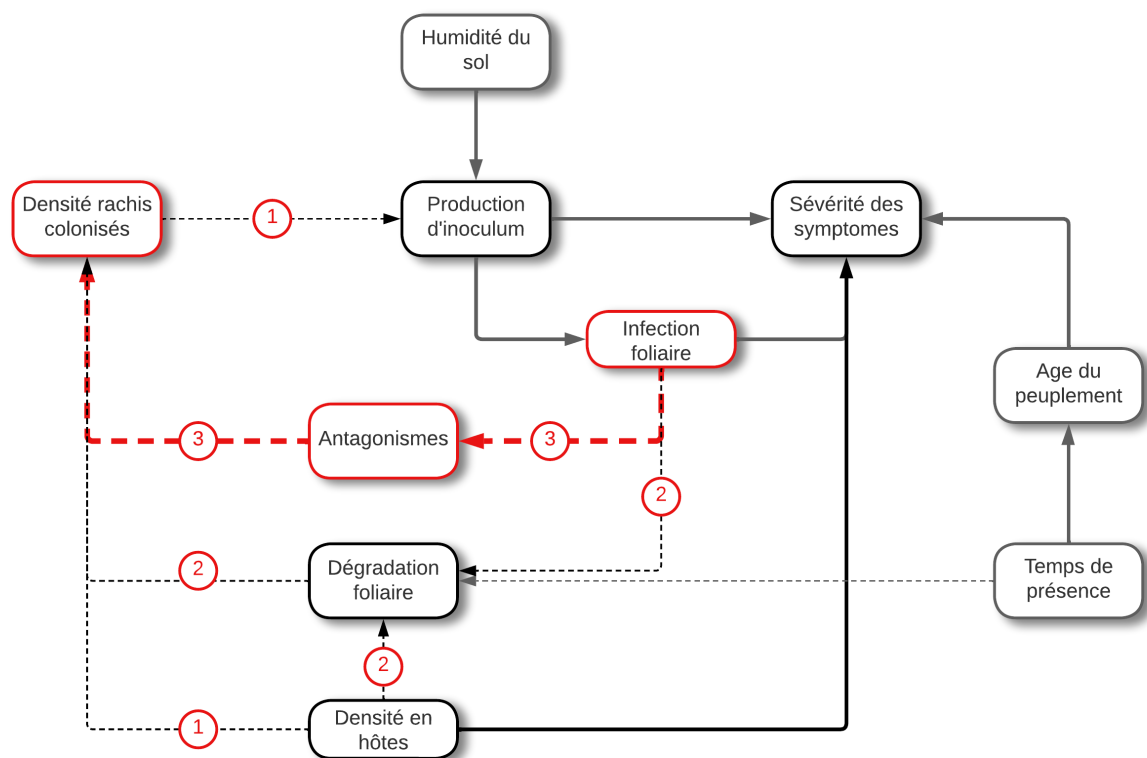 Humidité du
sol
Densité rachis
colonisés
1
Production
d'inoculum
Sévérité des
symptomes
Infection
foliaire
Age du
peuplement
3
Antagonismes
3
2
2
Dégradation
foliaire
Temps de
présence
2
1
Densité en
hôtes